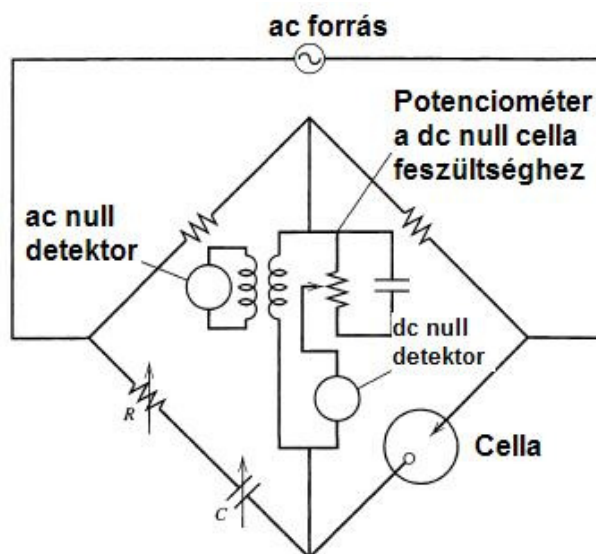 ac forrás
Potenciométer
a dc null cella
feszültséghez
ac null
detektor
dc null
detektor
R
C
Cella